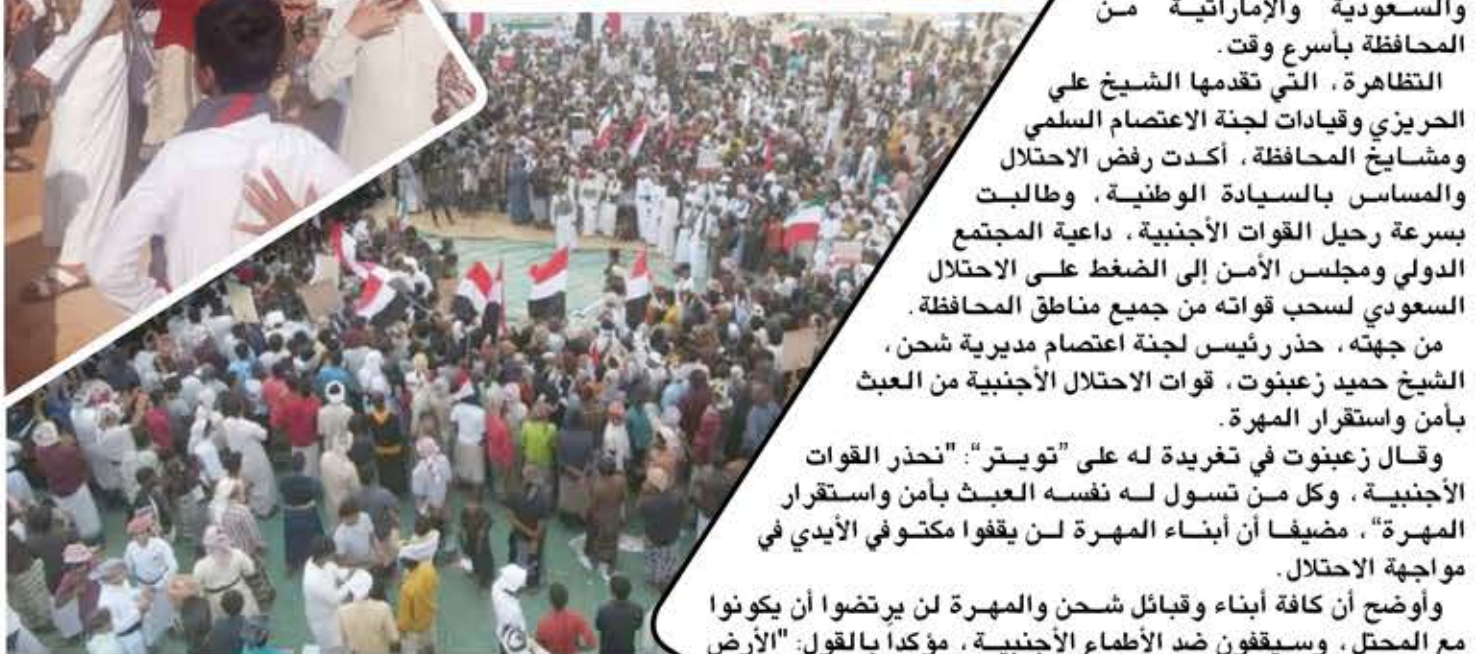 والسعودية والإماراتية من
المحافظة بأسرع وقت.
التظاهرة، التي تقدمها الشيخ علي
الحريزي وقيادات لجنة الاعتصام السلمي
ومشايخ المحافظة، أكدت رفض الاحتلال
والمساس بالسيادة الوطنية، وطالبت
بسرعة رحيل القوات الأجنبية، داعية المجتمع
الدولي ومجلس الأمن إلى الضغط على الاحتلال
السعودي لسحب قواته من جميع مناطق المحافظة.
من جهته، حذر رئيس لجنة اعتصام مديرية شحن،
الشيخ حميد زعبنوت، قوات الاحتلال الأجنبية من العبث
بأمن واستقرار المهرة.
وقال زعبنوت في تغريدة له على "تويتر": "نحذر القوات
الأجنبية، وكل من تسول له نفسه العبث بأمن واستقرار
المهرة"، مضيفا أن أبناء المهرة لن يقفوا مكتوفي الأيدي في
مواجهة الاحتلال.
وأوضح أن كافة أبناء وقبائل شحن والمهرة لن يرتضوا أن يكونوا
مع المحتل، وسيقفون ضد الأطماع الأجنبية، مؤكداً بالقول: "الأرض